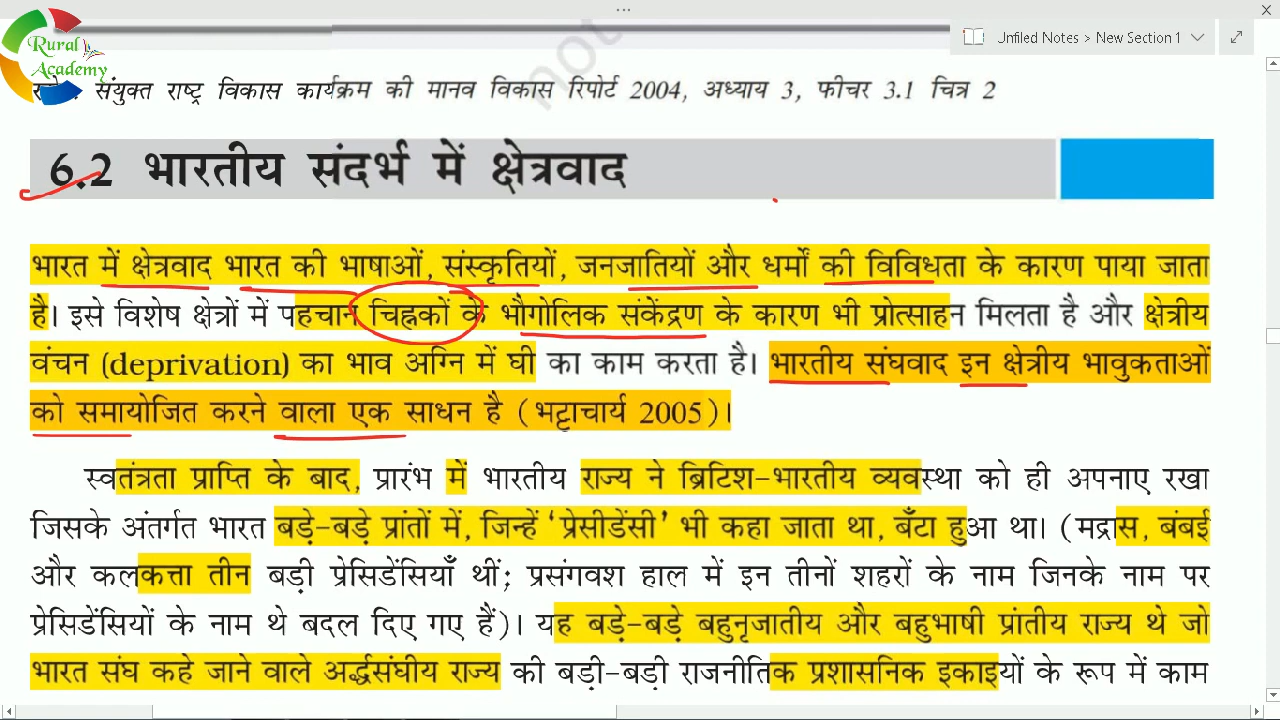 Rural
Academy
Unfiled Notes > New Section 1
not
संयुक्त राष्ट्र विकास कार्यक्रम की मानव विकास रिपोर्ट 2004, अध्याय 3, फीचर 3.1 चित्र 2
6.2 भारतीय संदर्भ में क्षेत्रवाद
भारत में क्षेत्रवाद भारत की भाषाओं, संस्कृतियों, जनजातियों और धर्मों की विविधता के कारण पाया जाता
है। इसे विशेष क्षेत्रों में पहचान चिह्नकों के भौगोलिक संकेंद्रण के कारण भी प्रोत्साहन मिलता है और क्षेत्रीय
वंचन (deprivation) का भाव अग्नि में घी का काम करता है। भारतीय संघवाद इन क्षेत्रीय भावुकताओं
को समायोजित करने वाला एक साधन है (भट्टाचार्य 2005)।
स्वतंत्रता प्राप्ति के बाद, प्रारंभ में भारतीय राज्य ने ब्रिटिश-भारतीय व्यवस्था को ही अपनाए रखा
जिसके अंतर्गत भारत बड़े-बड़े प्रांतों में, जिन्हें ‘प्रेसीडेंसी’ भी कहा जाता था, बँटा हुआ था। (मद्रास, बंबई
और कलकत्ता तीन बड़ी प्रेसिडेंसियाँ थीं; प्रसंगवश हाल में इन तीनों शहरों के नाम जिनके नाम पर
प्रेसिडेंसियों के नाम थे बदल दिए गए हैं)। यह बड़े-बड़े बहुनृजातीय और बहुभाषी प्रांतीय राज्य थे जो
भारत संघ कहे जाने वाले अर्द्धसंघीय राज्य की बड़ी-बड़ी राजनीतिक प्रशासनिक इकाइयों के रूप में काम